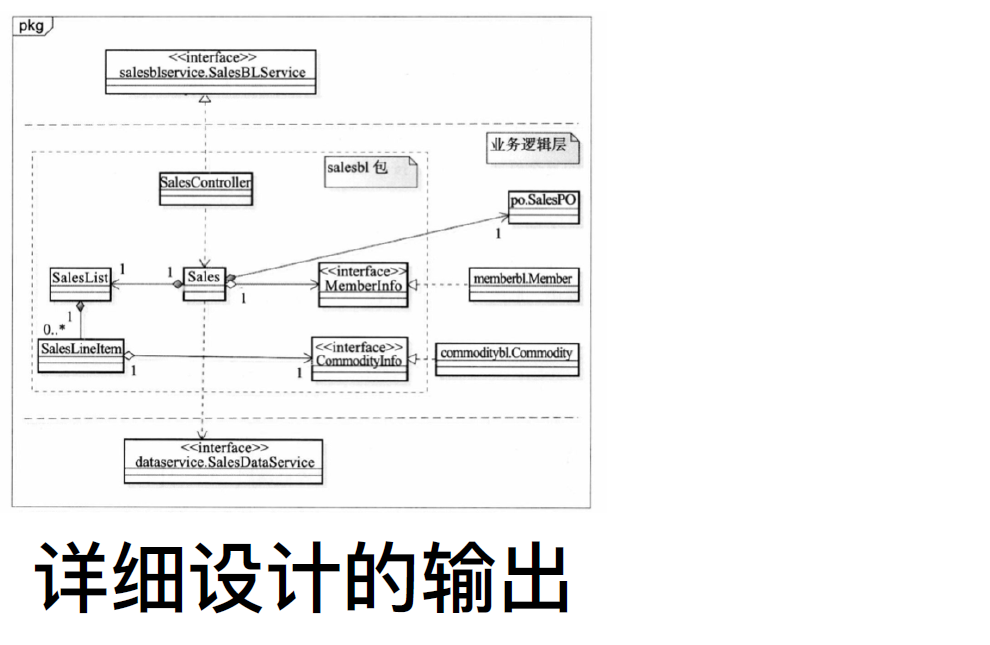 pkg
<<interface>>
salesblservice.SalesBLService
业务逻辑层
salesbl 包
SalesController
po.SalesPO
1
SalesList
1
1
Sales
1
<<interface>>
MemberInfo
memberbl.Member
1
0..*
SalesLineItem
1
1
<<interface>>
CommodityInfo
commoditybl.Commodity
<<interface>>
dataservice.SalesDataService
详细设计的输出